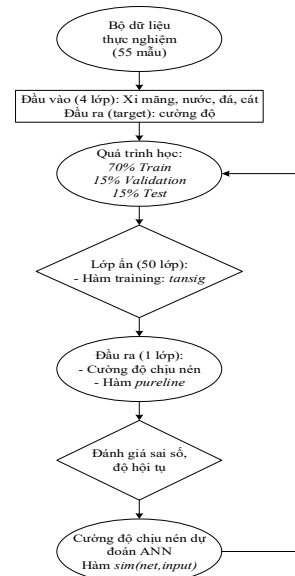 Bộ dữ liệu
thực nghiệm
(55 mẫu)
Đầu vào (4 lớp): Xi măng, nước, đá, cát
Đầu ra (target): cường độ
Quá trình học:
70% Train
15% Validation
15% Test
Lớp ẩn (50 lớp):
- Hàm training: tansig
Đầu ra (1 lớp):
- Cường độ chịu nén
- Hàm pureline
Đánh giá sai số,
độ hội tụ
Cường độ chịu nén dự
đoán ANN
Hàm sim(net,input)